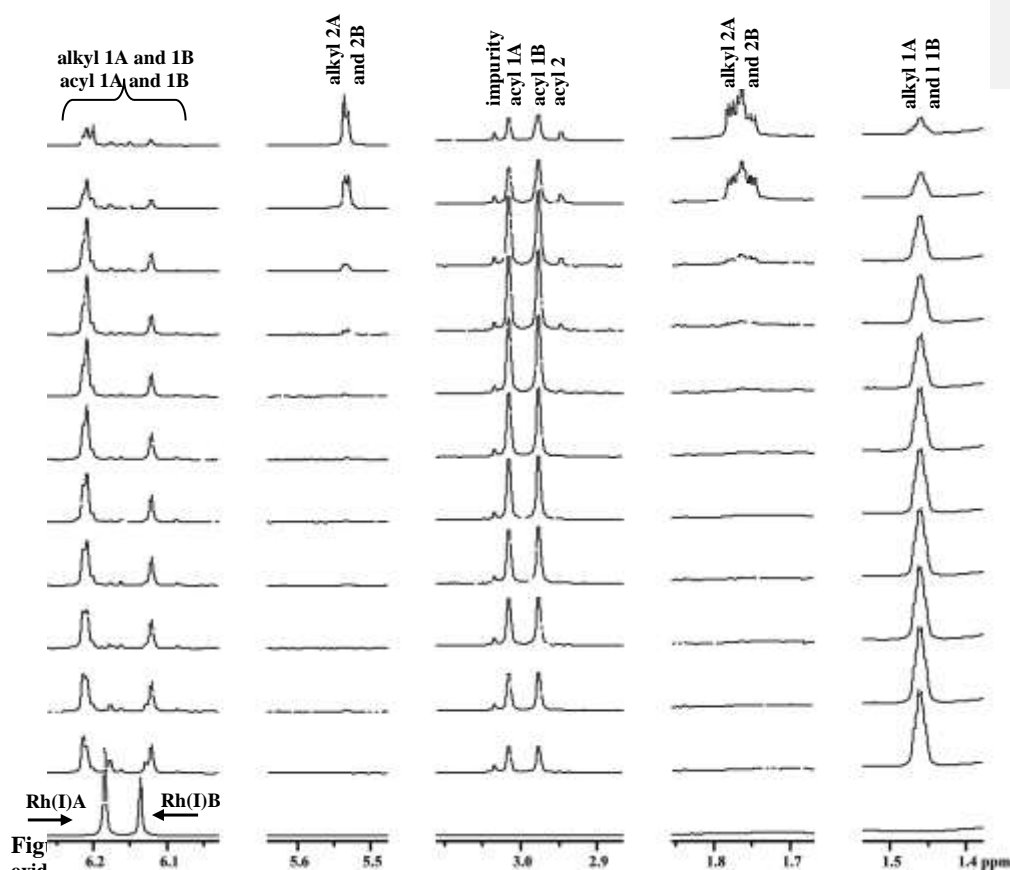 alkyl 1A and 1B
acyl 1A and 1B
alkyl 2A
and 2B
impurity
acyl 1A
acyl 1B
acyl 2
alkyl 2A
and 2B
alkyl 1A
and l 1B
Rh(I)A
Rh(I)B
6.2 6.1 5.6 5.5 3.0 2.9 1.8 1.7 1.5 1.4 ppm